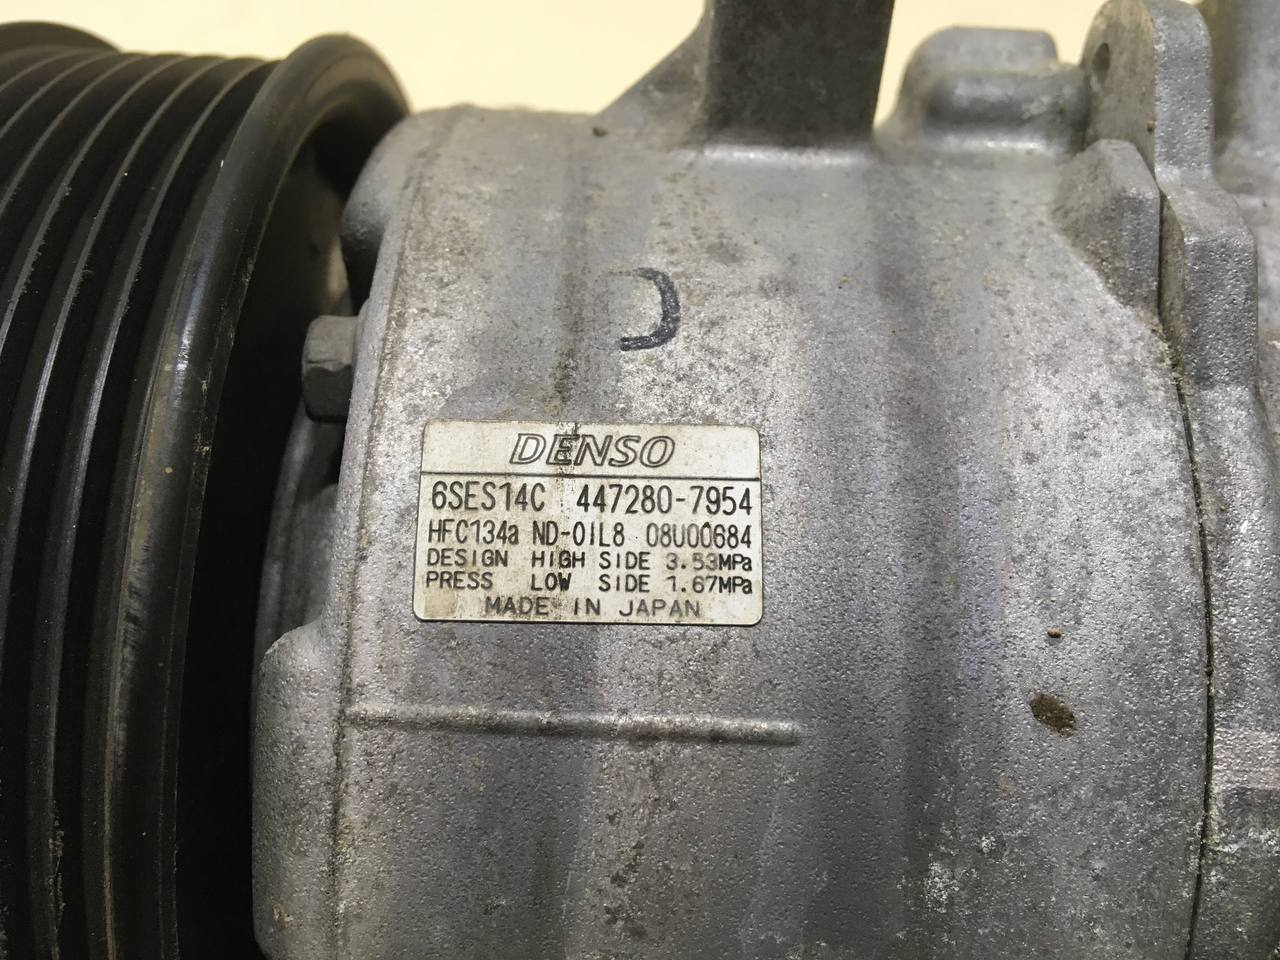 DENSO
6SES14C 447280-7954
HFC134a ND-OIL8 08U00684
DESIGN HIGH SIDE 3.53MPa
PRESS LOW SIDE 1.67MPa
MADE IN JAPAN